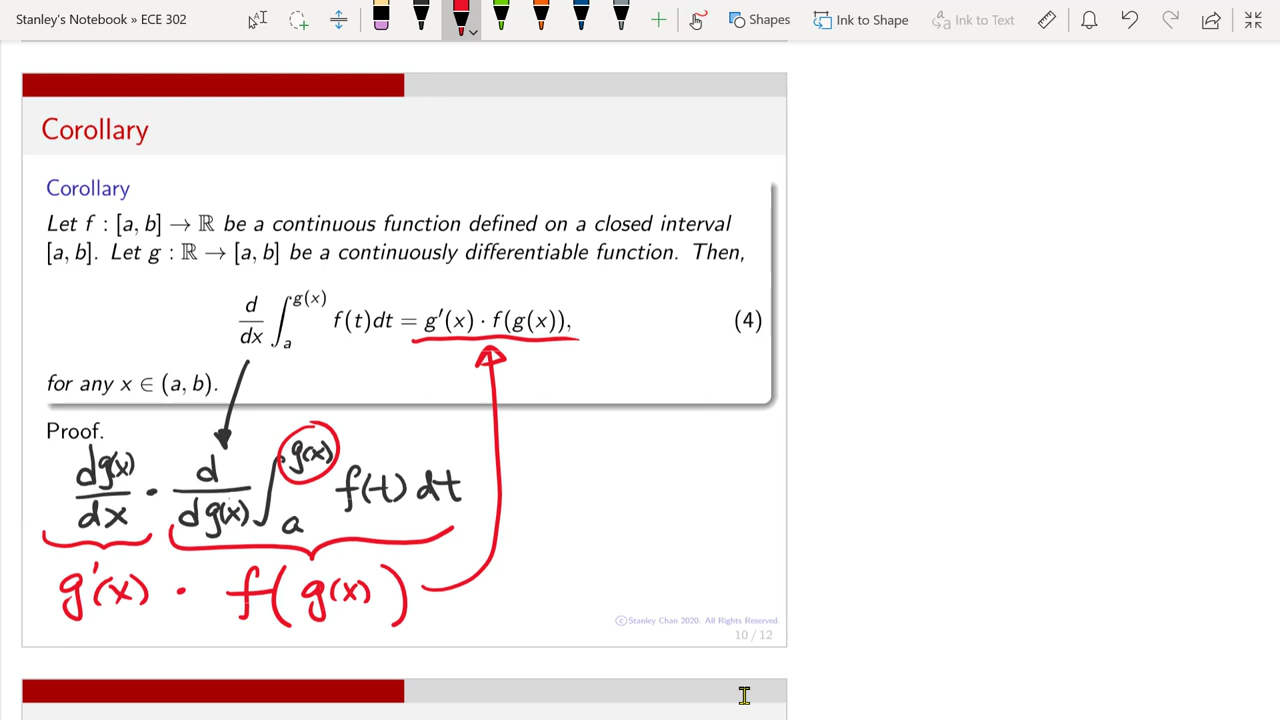 Stanley's Notebook » ECE 302
Shapes
Ink to Shape
Ink to Text
Corollary
Corollary
Let f : [a, b] → ℝ be a continuous function defined on a closed interval
[a, b]. Let g : ℝ → [a, b] be a continuously differentiable function. Then,
d/dx ∫_a^{g(x)} f(t)dt = g′(x) · f(g(x)), (4)
for any x ∈ (a, b).
Proof.
dg(x)/dx · d/dg(x) ∫_a^{g(x)} f(t) dt
g'(x) · f(g(x))
©Stanley Chan 2020. All Rights Reserved.
10 / 12